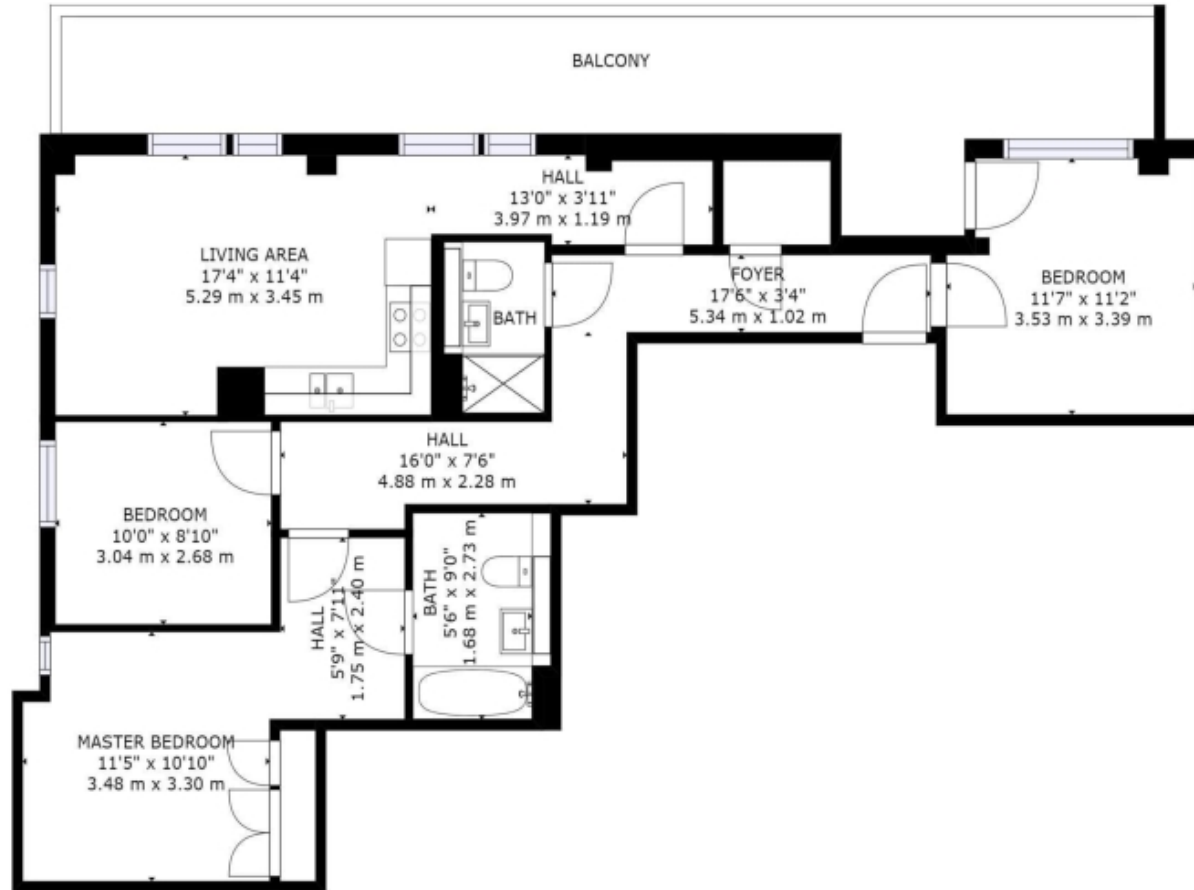 BALCONY
HALL
13'0" x 3'11"
3.97 m x 1.19 m
LIVING AREA
17'4" x 11'4"
5.29 m x 3.45 m
BATH
FOYER
17'6" x 3'4"
5.34 m x 1.02 m
BEDROOM
11'7" x 11'2"
3.53 m x 3.39 m
HALL
16'0" x 7'6"
4.88 m x 2.28 m
BEDROOM
10'0" x 8'10"
3.04 m x 2.68 m
HALL
5'9" x 7'11"
1.75 m x 2.40 m
BATH
5'6" x 9'0"
1.68 m x 2.73 m
MASTER BEDROOM
11'5" x 10'10"
3.48 m x 3.30 m